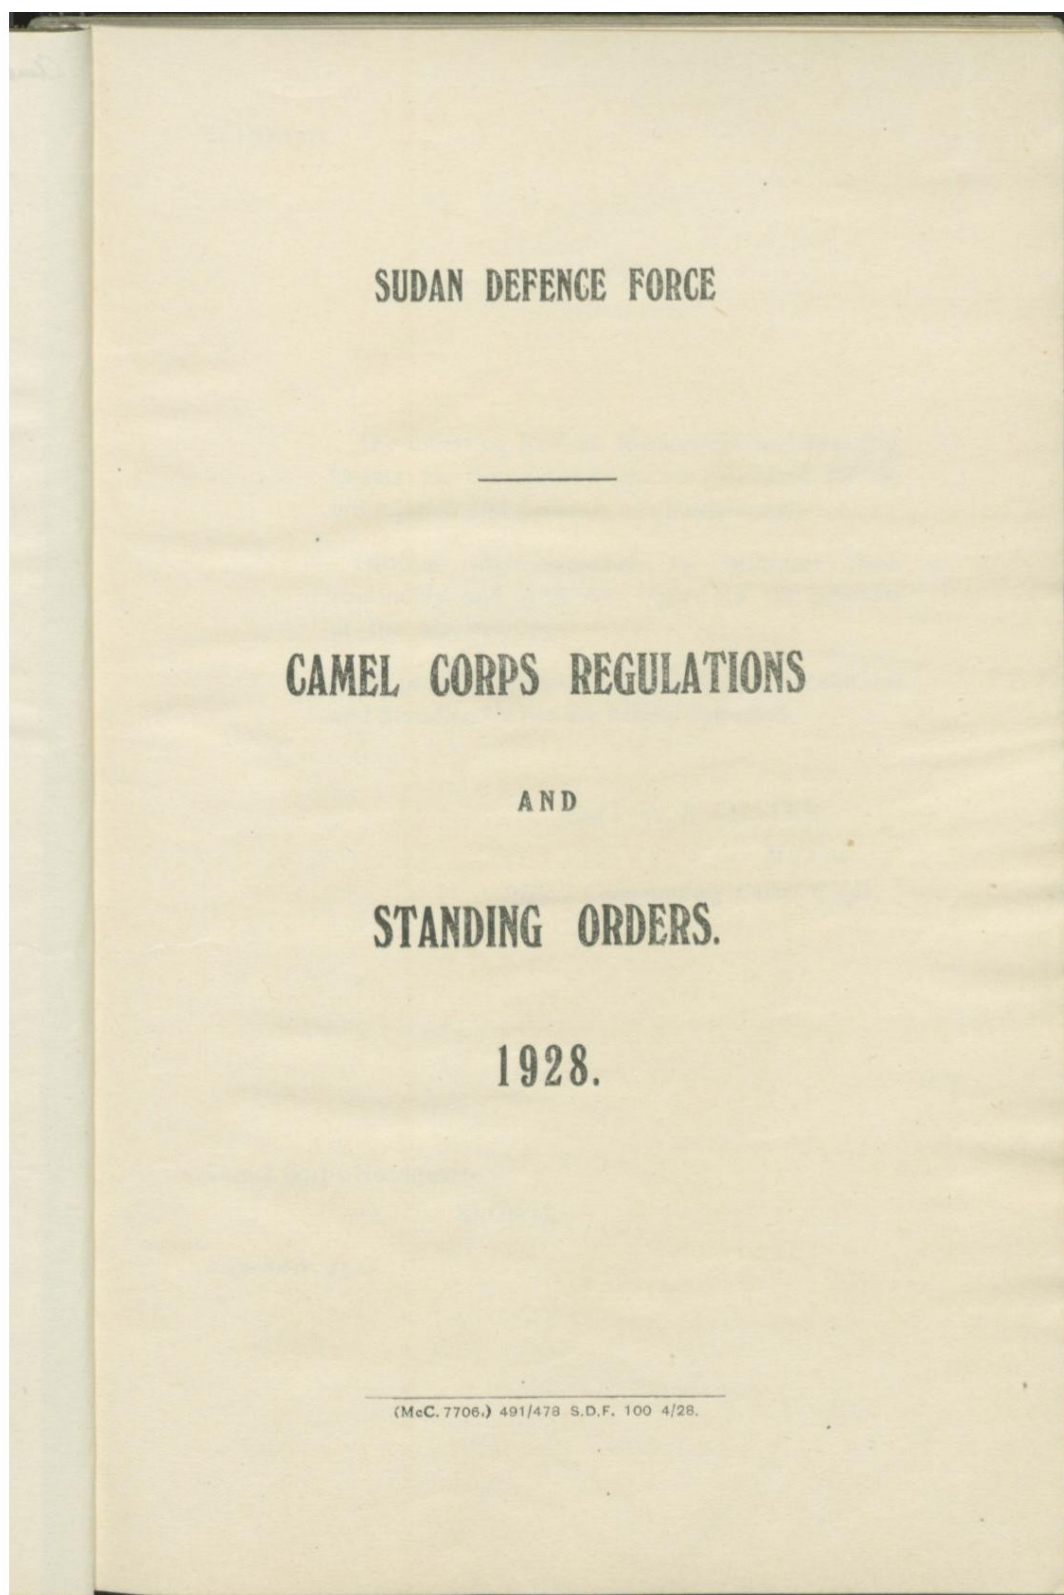 SUDAN DEFENCE FORCE
CAMEL CORPS REGULATIONS
AND
STANDING ORDERS.
1928.
(McC. 7706.) 491/478 S.D.F. 100 4/28.